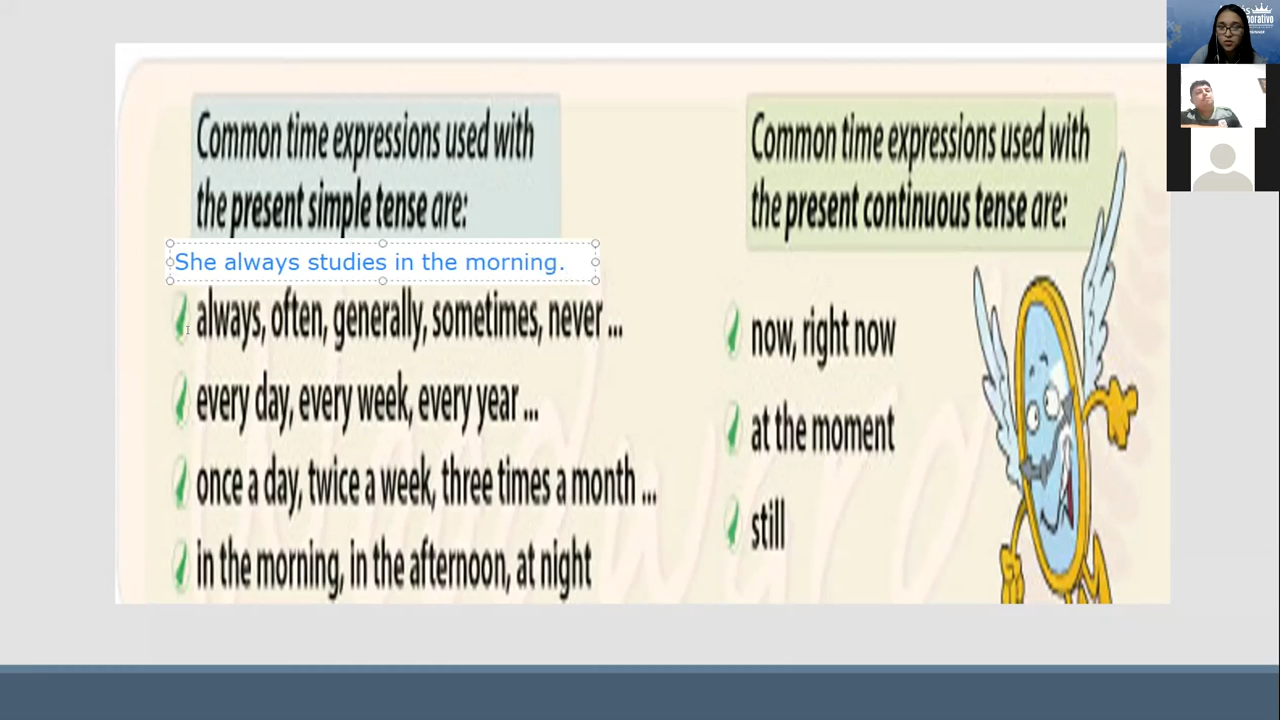 Common time expressions used with
the present simple tense are:
She always studies in the morning.
always, often, generally, sometimes, never ...
every day, every week, every year ...
once a day, twice a week, three times a month ...
in the morning, in the afternoon, at night
Common time expressions used with
the present continuous tense are:
now, right now
at the moment
still